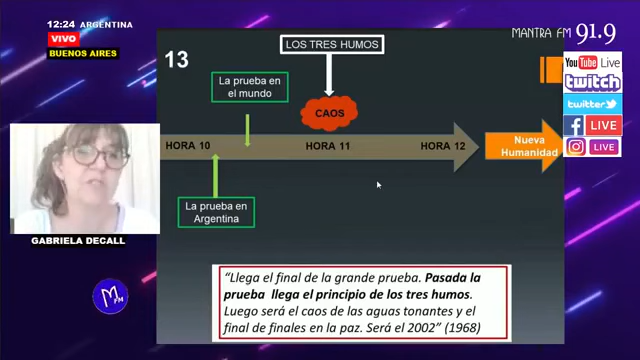 12:24 ARGENTINA
VIVO
BUENOS AIRES
MANTRA FM 91.9
YouTube Live
twitch
twitter
LIVE
LIVE
13
LOS TRES HUMOS
La prueba en
el mundo
CAOS
HORA 10
HORA 11
HORA 12
Nueva
Humanidad
La prueba en
Argentina
GABRIELA DECALL
“Llega el final de la grande prueba. Pasada la
prueba llega el principio de los tres humos.
Luego será el caos de las aguas tonantes y el
final de finales en la paz. Será el 2002” (1968)